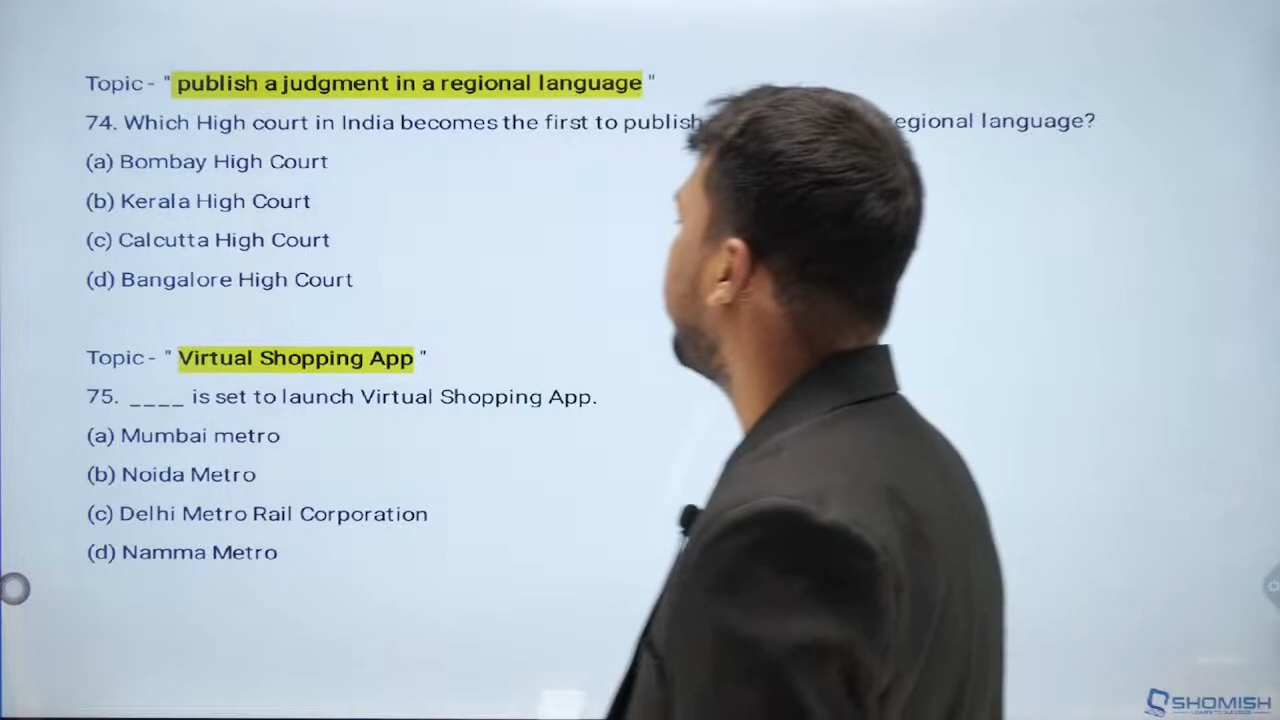 Topic - " publish a judgment in a regional language "
74. Which High court in India becomes the first to publish egional language?
(a) Bombay High Court
(b) Kerala High Court
(c) Calcutta High Court
(d) Bangalore High Court
Topic - " Virtual Shopping App "
75. ____ is set to launch Virtual Shopping App.
(a) Mumbai metro
(b) Noida Metro
(c) Delhi Metro Rail Corporation
(d) Namma Metro
SHOMISH